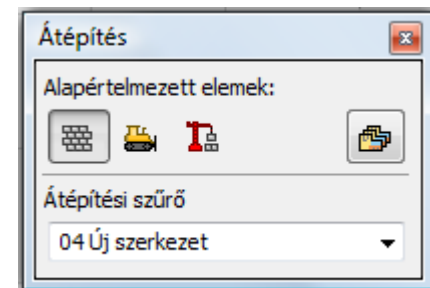 Átépítés
Alapértelmezett elemek:
Átépítési szűrő
04 Új szerkezet